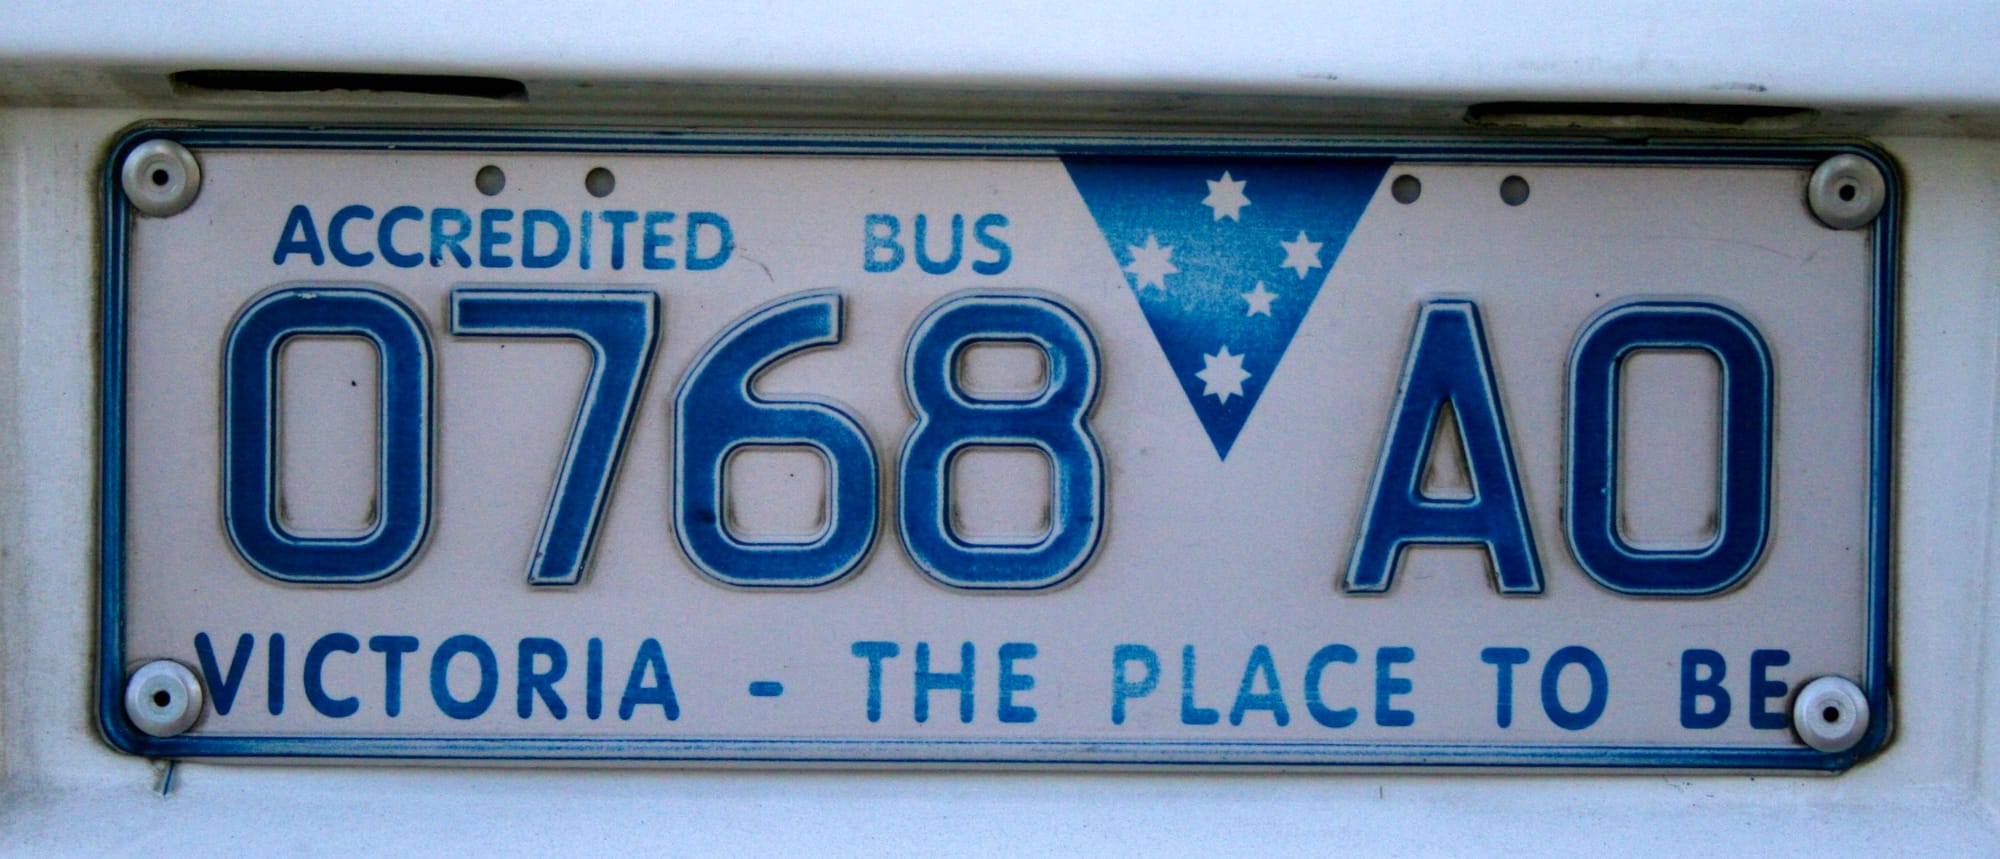 ACCREDITED BUS
0768 AO
VICTORIA - THE PLACE TO BE